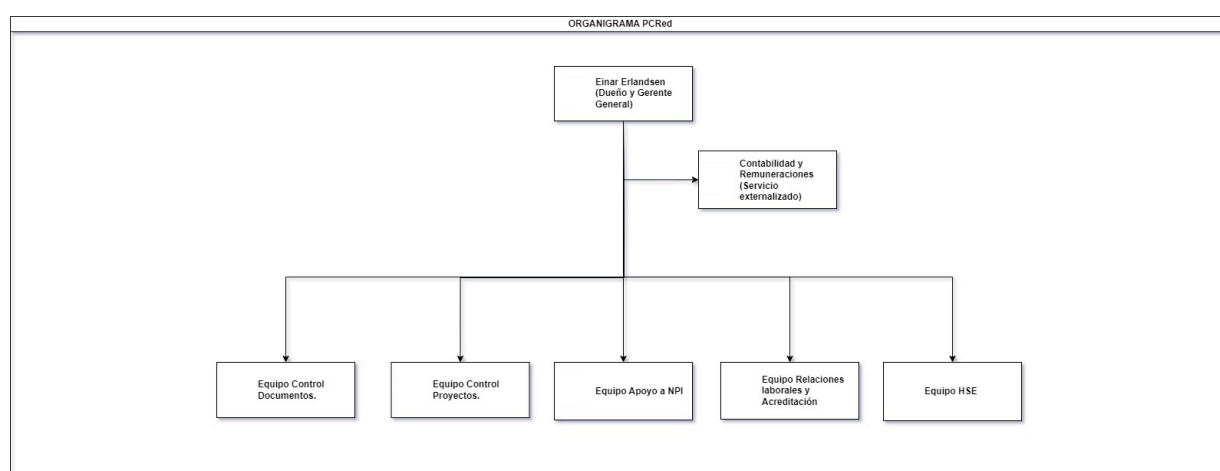 ORGANIGRAMA PCRed
Einar Erlandsen
(Dueño y Gerente
General)
Contabilidad y
Remuneraciones
(Servicio
externalizado)
Equipo Control
Documentos.
Equipo Control
Proyectos.
Equipo Apoyo a NPI
Equipo Relaciones
laborales y
Acreditación
Equipo HSE